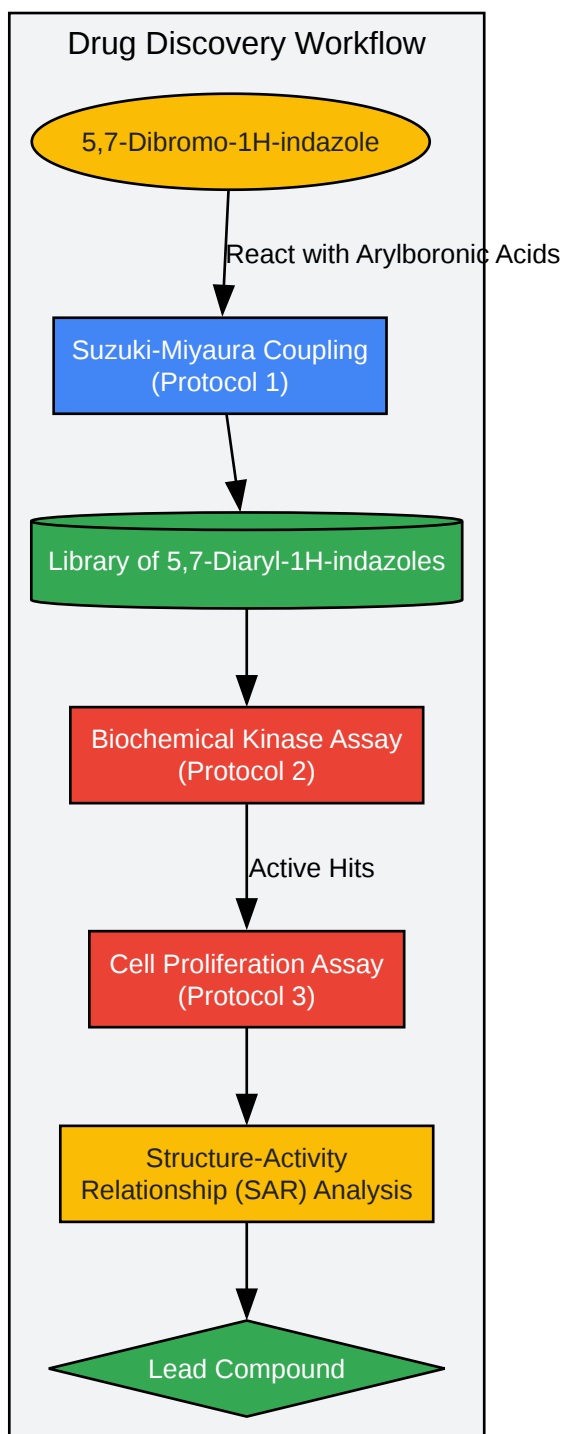 Drug Discovery Workflow
5,7-Dibromo-1H-indazole
React with Arylboronic Acids
Suzuki-Miyaura Coupling
(Protocol 1)
Library of 5,7-Diaryl-1H-indazoles
Biochemical Kinase Assay
(Protocol 2)
Active Hits
Cell Proliferation Assay
(Protocol 3)
Structure-Activity
Relationship (SAR) Analysis
Lead Compound